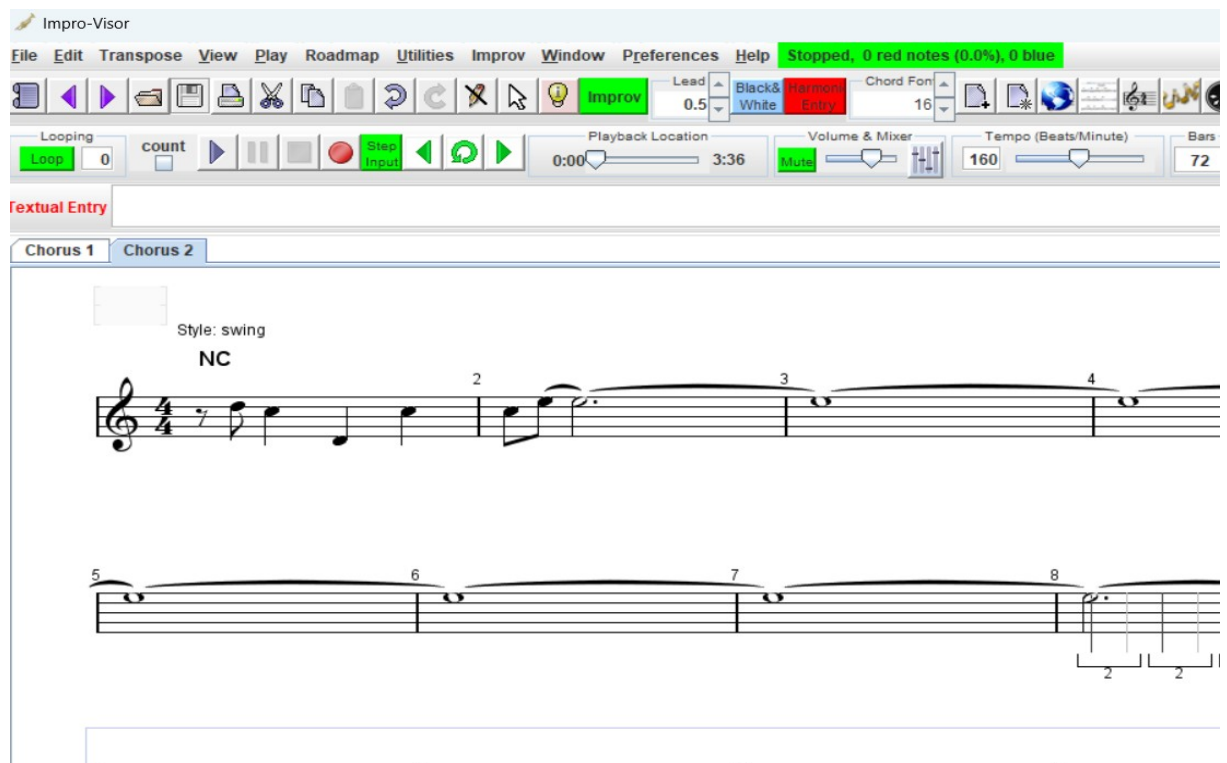 Impro-Visor
File Edit Transpose View Play Roadmap Utilities Improv Window Preferences Help Stopped, 0 red notes (0.0%), 0 blue
Improv Lead 0.5 Black& White Harmonic Entry Chord Fon 16
Looping Loop 0 count Step Input Playback Location 0:00 3:36 Volume & Mixer Mute Tempo (Beats/Minute) 160 Bars 72
Textual Entry
Chorus 1 Chorus 2
Style: swing
NC
2 3 4
4
4
5 6 7 8
2 2